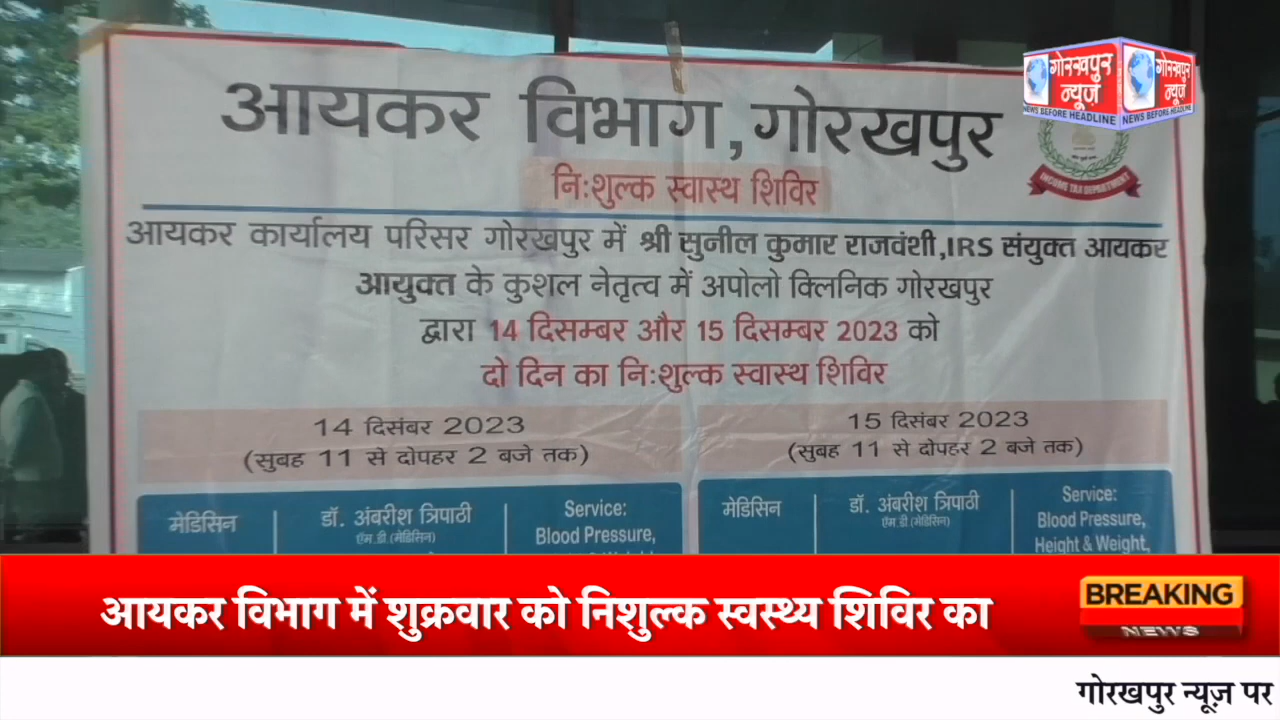 आयकर विभाग,गोरखपुर
गोरखपुर न्यूज़
NEWS BEFORE HEADLINE
गोरखपुर न्यूज़
NEWS BEFORE HEADLINE
INCOME TAX DEPARTMENT
निःशुल्क स्वास्थ शिविर
आयकर कार्यालय परिसर गोरखपुर में श्री सुनील कुमार राजवंशी,IRS संयुक्त आयकर
आयुक्त के कुशल नेतृत्व में अपोलो क्लिनिक गोरखपुर
द्वारा 14 दिसम्बर और 15 दिसम्बर 2023 को
दो दिन का निःशुल्क स्वास्थ शिविर
14 दिसंबर 2023
(सुबह 11 से दोपहर 2 बजे तक)
15 दिसंबर 2023
(सुबह 11 से दोपहर 2 बजे तक)
मेडिसिन
डॉ. अंबरीश त्रिपाठी
एम.डी (मेडिसिन)
Service:
Blood Pressure,
मेडिसिन
डॉ. अंबरीश त्रिपाठी
एम.डी (मेडिसिन)
Service:
Blood Pressure,
Height & Weight,
आयकर विभाग में शुक्रवार को निशुल्क स्वस्थ्य शिविर का
BREAKING
NEWS
गोरखपुर न्यूज़ पर